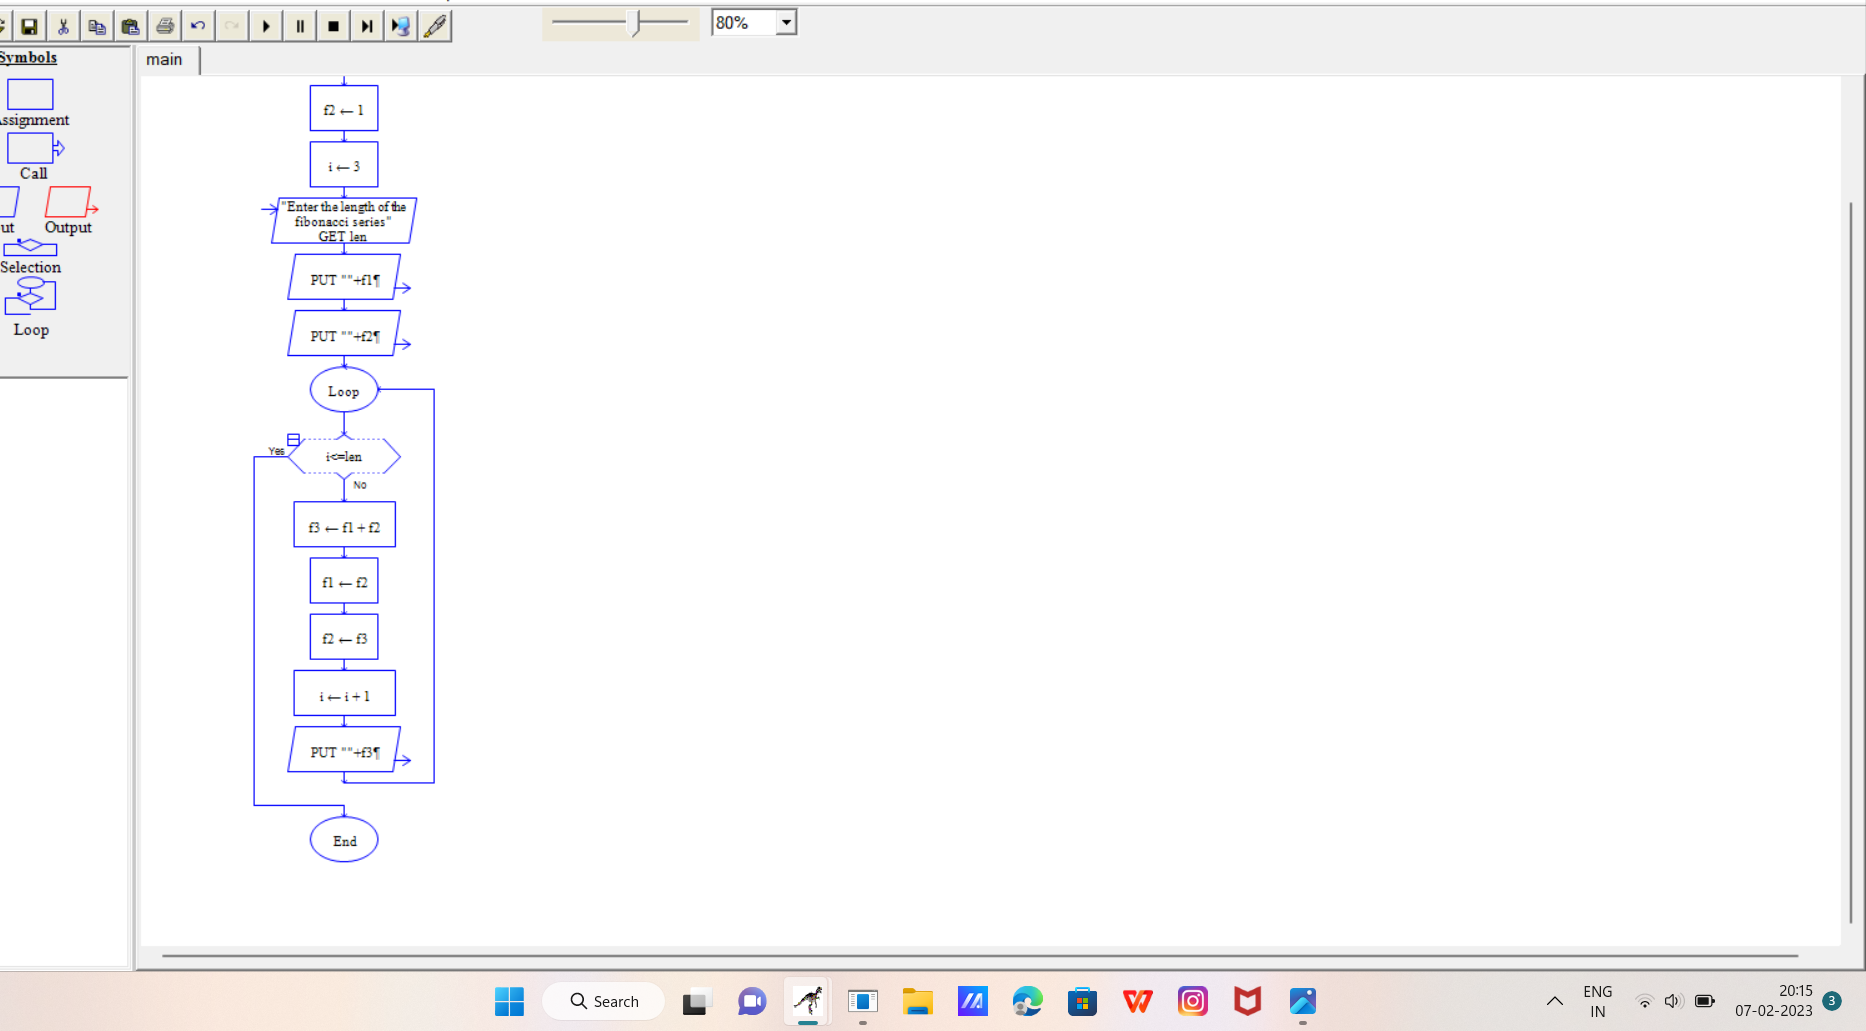 80%
Symbols
main
Assignment
Call
Output
Selection
Loop
f2 ← 1
i ← 3
"Enter the length of the
fibonacci series"
GET len
PUT ""+f1¶
PUT ""+f2¶
Loop
Yes
i<=len
No
f3 ← f1 + f2
f1 ← f2
f2 ← f3
i ← i + 1
PUT ""+f3¶
End
Search
ENG
IN
20:15
07-02-2023
3